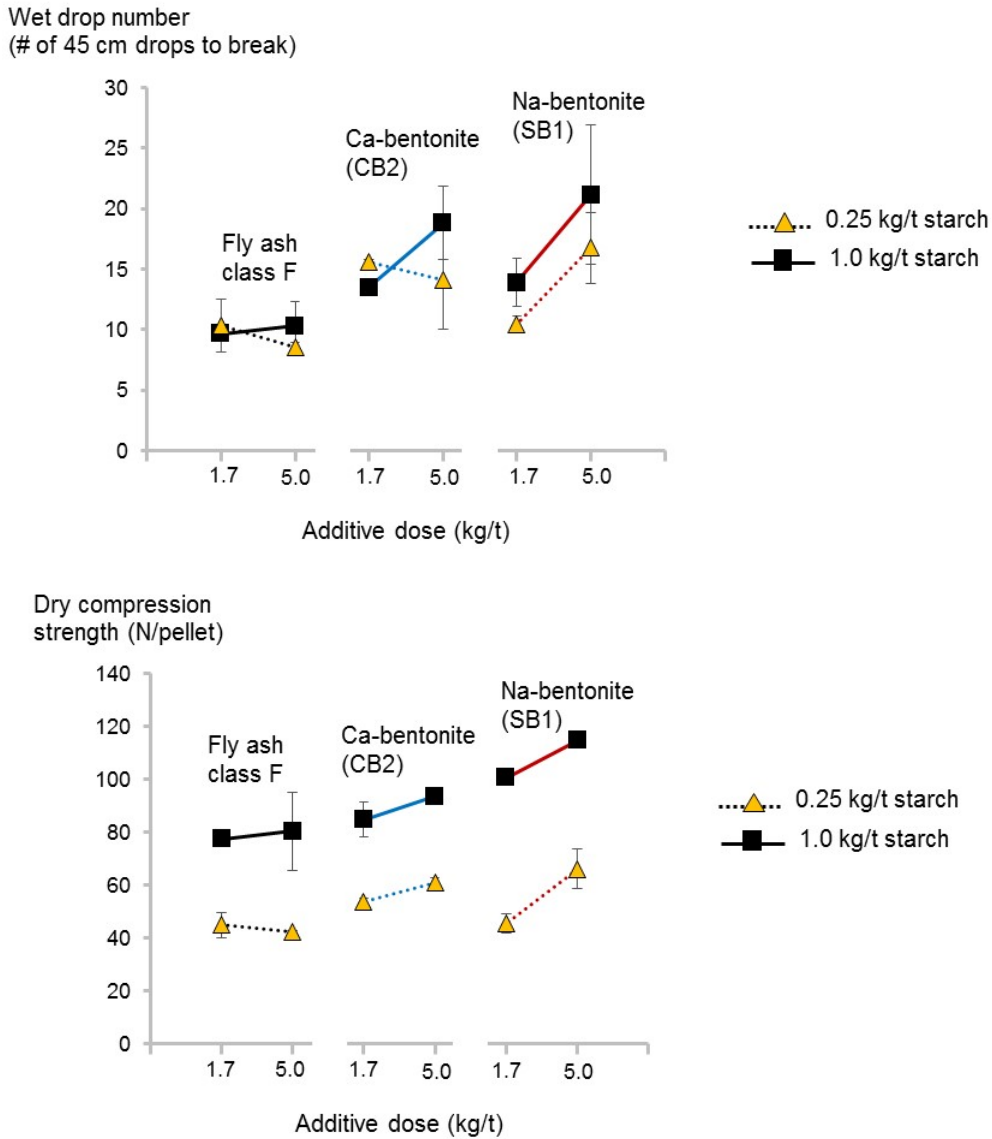 Wet drop number
(# of 45 cm drops to break)
30
25
20
15
10
5
0
Fly ash
class F
Ca-bentonite
(CB2)
Na-bentonite
(SB1)
0.25 kg/t starch
1.0 kg/t starch
1.7
5.0
1.7
5.0
1.7
5.0
Additive dose (kg/t)
Dry compression
strength (N/pellet)
140
120
100
80
60
40
20
0
Fly ash
class F
Ca-bentonite
(CB2)
Na-bentonite
(SB1)
0.25 kg/t starch
1.0 kg/t starch
1.7
5.0
1.7
5.0
1.7
5.0
Additive dose (kg/t)